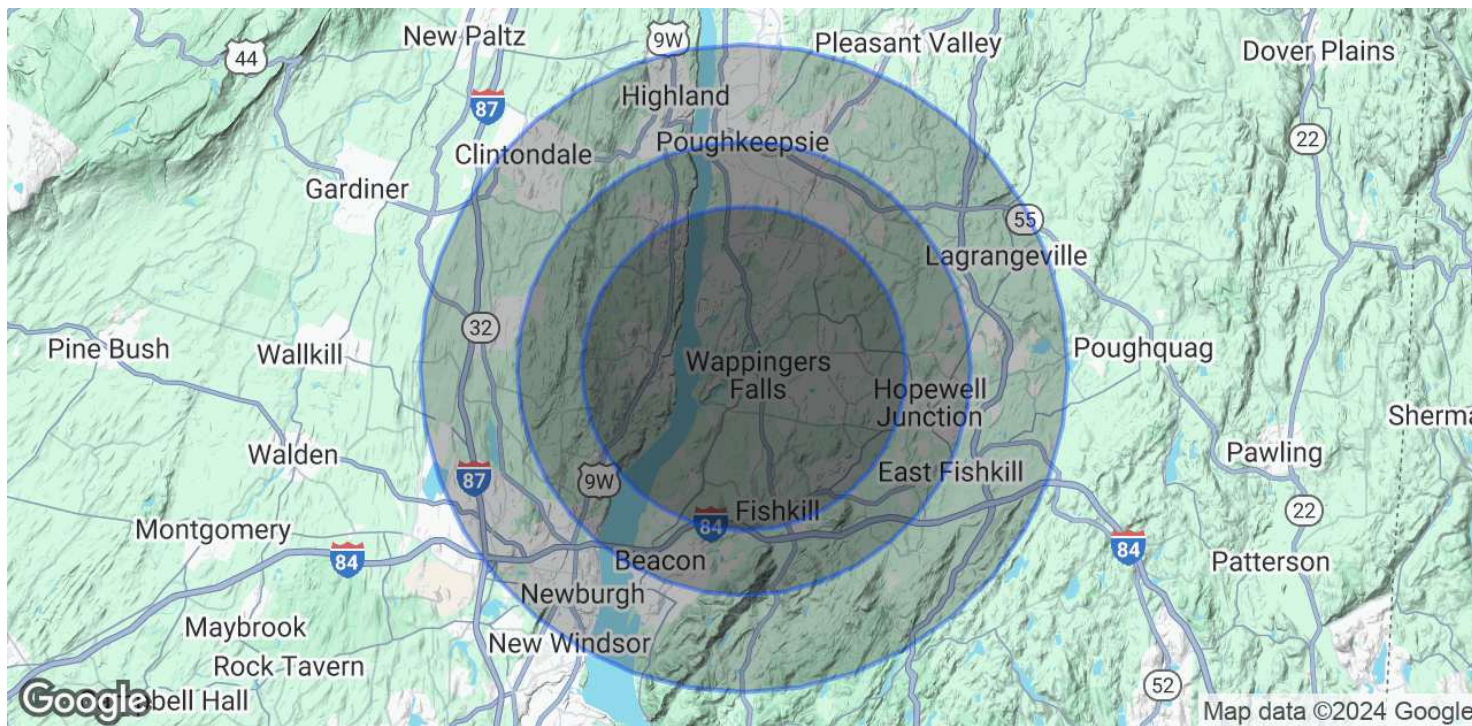 New Paltz
9W
Pleasant Valley
Dover Plains
44
Highland
87
22
Poughkeepsie
Clintondale
Gardiner
55
Lagrangeville
32
Pine Bush
Wallkill
Wappingers
Falls
Poughquag
Hopewell
Junction
Sherma
Walden
Pawling
87
9W
East Fishkill
Fishkill
22
Montgomery
84
84
84
Beacon
Patterson
Newburgh
Maybrook
New Windsor
Rock Tavern
52
Google
bell Hall
Map data ©2024 Google